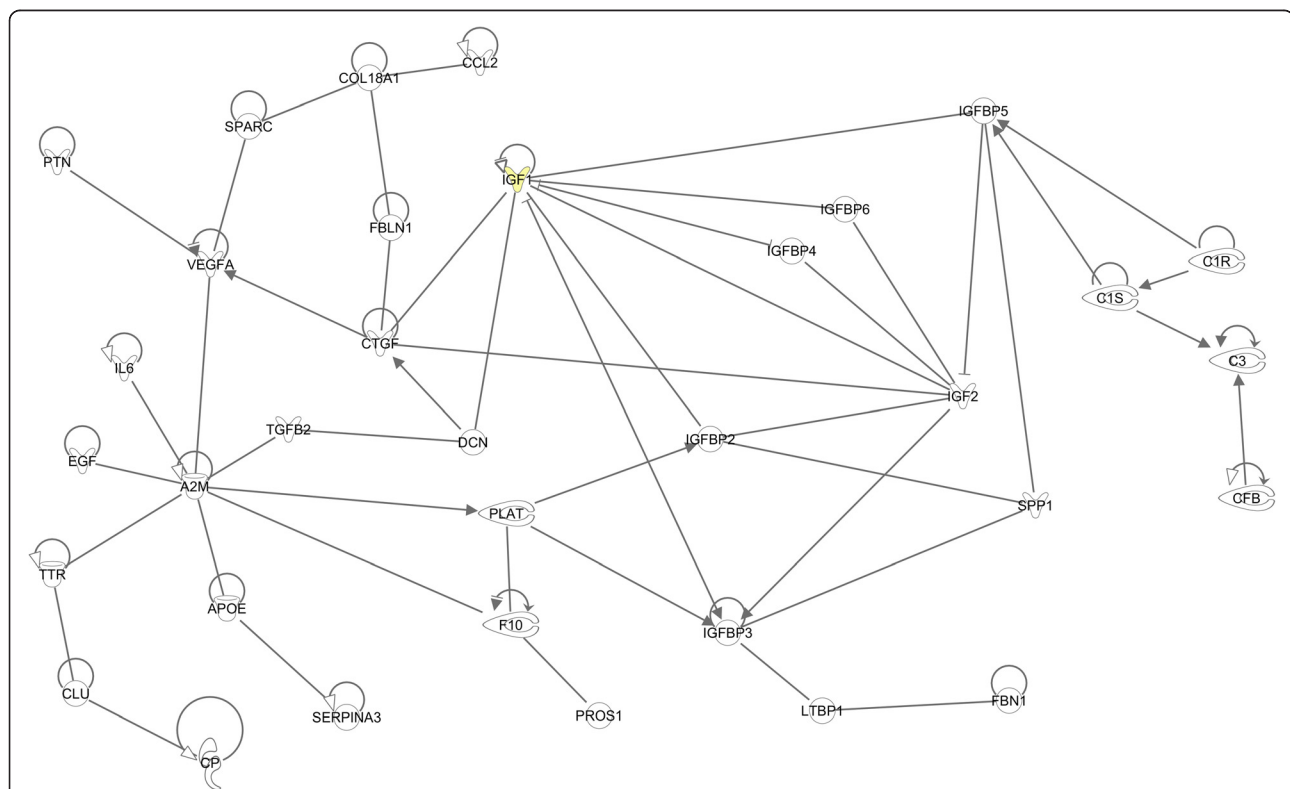 CCL2
COL18A1
IGFBP5
SPARC
PTN
IGF1
IGFBP6
FBLN1
IGFBP4
C1R
VEGFA
C1S
CTGF
C3
IL6
IGF2
TGFB2
DCN
IGFBP2
EGF
A2M
CFB
SPP1
PLAT
TTR
APOE
F10
IGFBP3
CLU
FBN1
LTBP1
SERPINA3
PROS1
CP